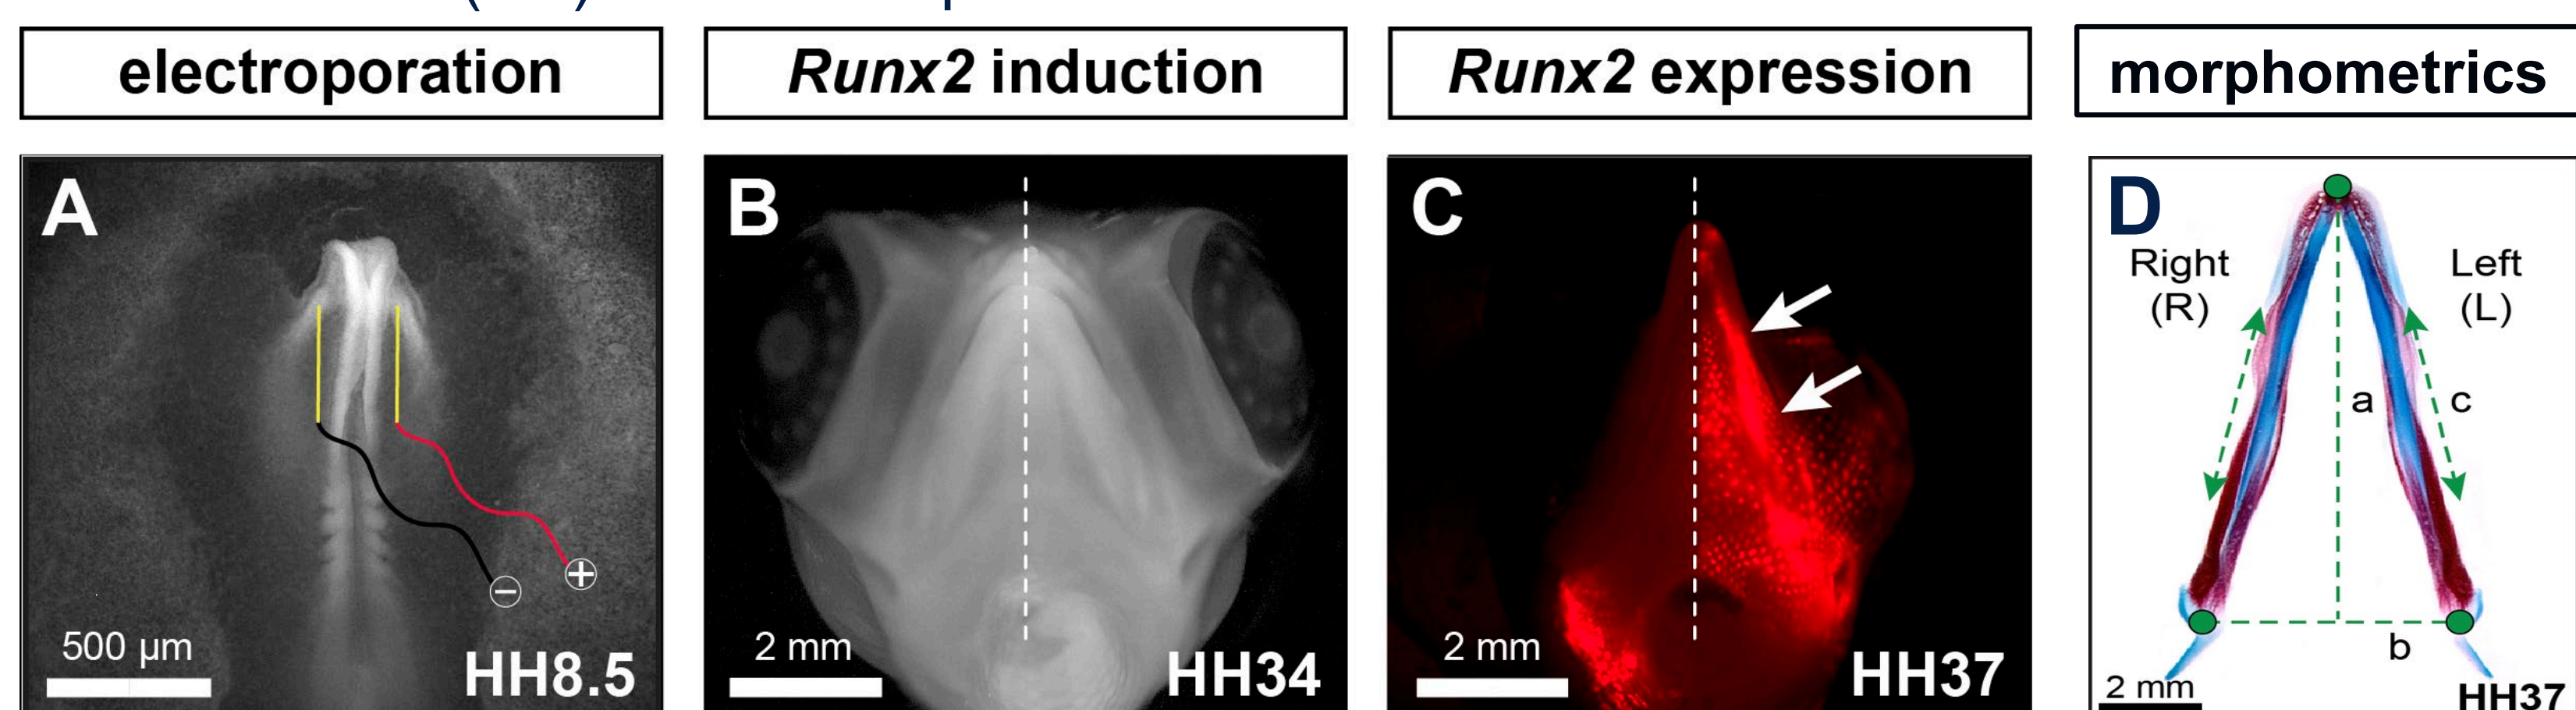 electroporation
Runx2 induction
Runx2 expression
morphometrics
A
500 µm
HH8.5
−
+
B
2 mm
HH34
C
2 mm
HH37
D
Right
(R)
Left
(L)
a
c
b
2 mm
HH37